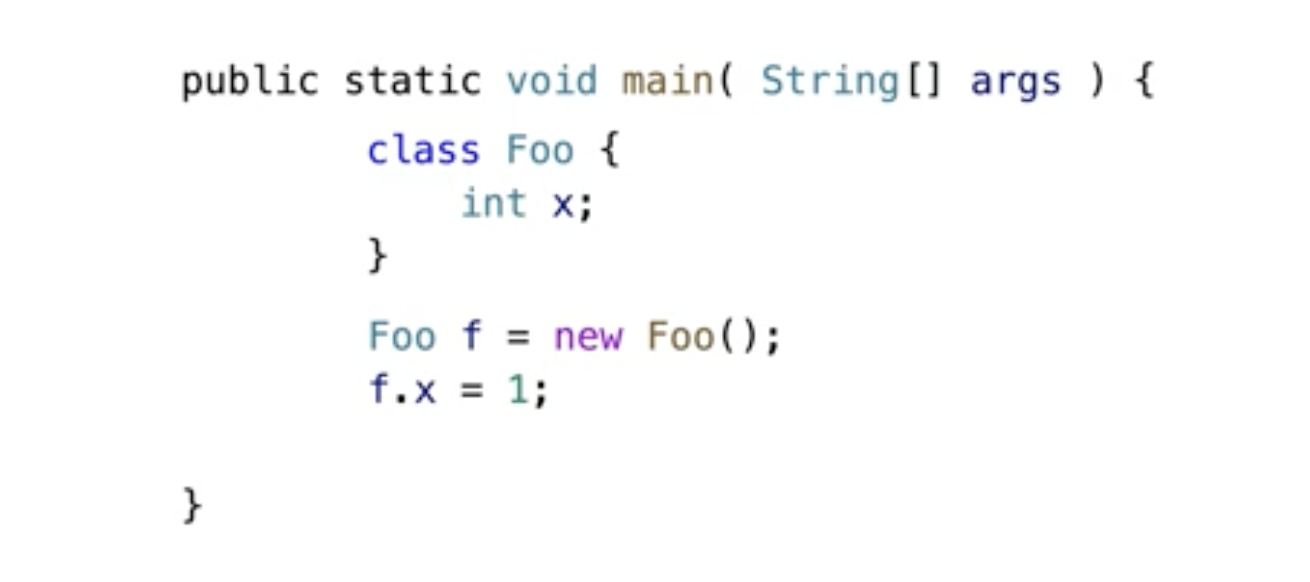 public static void main( String[] args ) {
class Foo {
int x;
}
Foo f = new Foo();
f.x = 1;
}